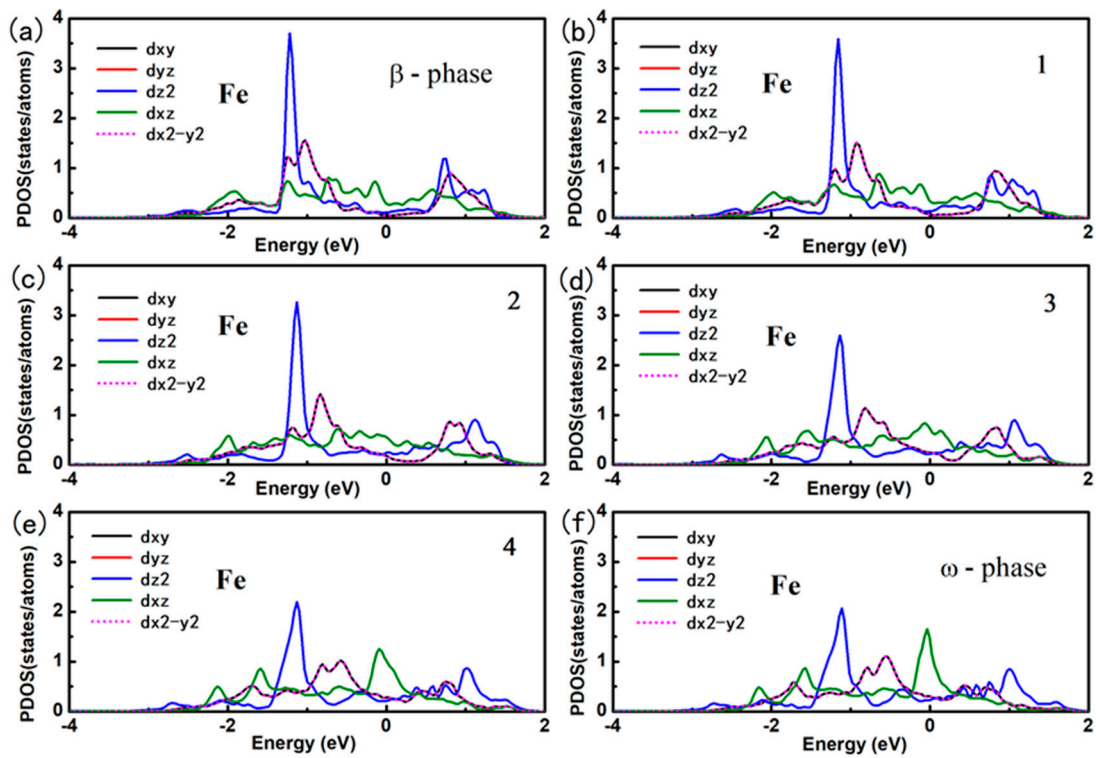 (a)
4
3
2
1
0
PDOS(states/atoms)
dxy
dyz
dz2
dxz
dx2-y2
Fe
β - phase
-4
-2
0
2
Energy (eV)
(b)
4
3
2
1
0
PDOS(states/atoms)
dxy
dyz
dz2
dxz
dx2-y2
Fe
1
-4
-2
0
2
Energy (eV)
(c)
4
3
2
1
0
PDOS(states/atoms)
dxy
dyz
dz2
dxz
dx2-y2
Fe
2
-4
-2
0
2
Energy (eV)
(d)
4
3
2
1
0
PDOS(states/atoms)
dxy
dyz
dz2
dxz
dx2-y2
Fe
3
-4
-2
0
2
Energy (eV)
(e)
4
3
2
1
0
PDOS(states/atoms)
dxy
dyz
dz2
dxz
dx2-y2
Fe
4
-4
-2
0
2
Energy (eV)
(f)
4
3
2
1
0
PDOS(states/atoms)
dxy
dyz
dz2
dxz
dx2-y2
Fe
ω - phase
-4
-2
0
2
Energy (eV)